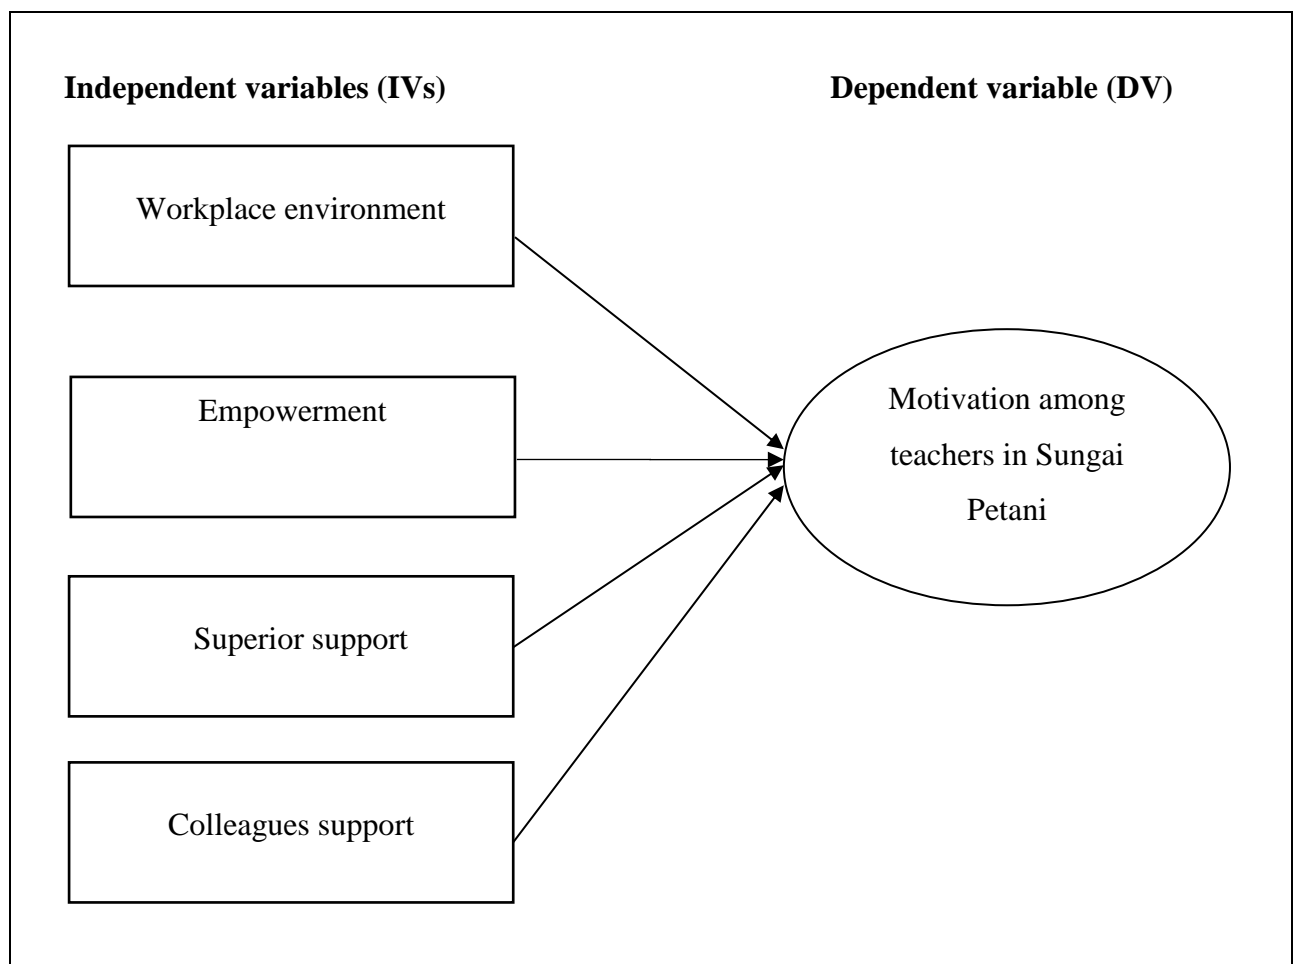 Independent variables (IVs)
Dependent variable (DV)
Workplace environment
Empowerment
Superior support
Colleagues support
Motivation among
teachers in Sungai
Petani